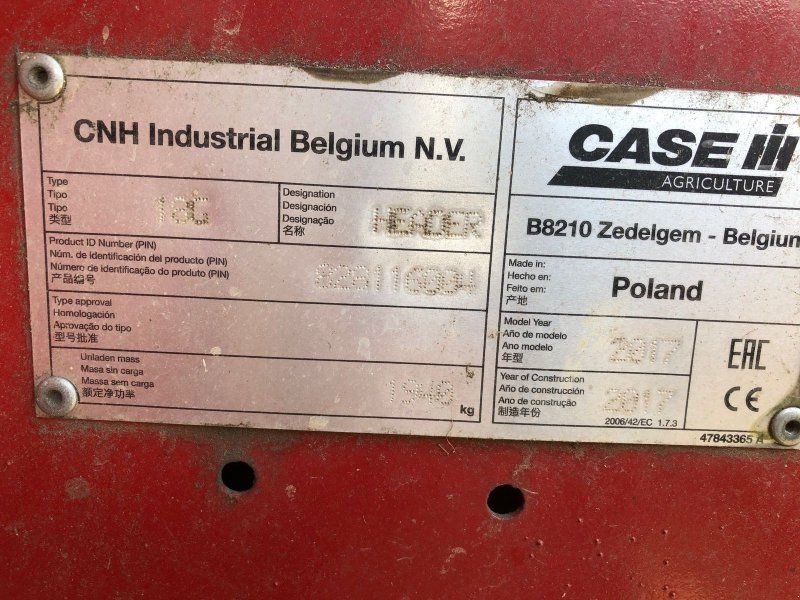 CNH Industrial Belgium N.V.
Type
Tipo
Tipo
类型
Designation
Designación
Designação
名称
HEADER
Product ID Number (PIN)
Núm. de identificación del producto (PIN)
Número de identificação do produto (PIN)
产品编号
Type approval
Homologación
Aprovação do tipo
型号批准
Unladen mass
Masa sin carga
Massa sem carga
额定净功率
1940
kg
CASE IH
AGRICULTURE
B8210 Zedelgem - Belgium
Made in:
Hecho en:
Feito em:
产地
Poland
Model Year
Año de modelo
Ano modelo
年型
2017
Year of Construction
Año de construcción
Ano de construção
制造年份
2017
2006/42/EC 1.7.3
EAC
CE
47843365 A